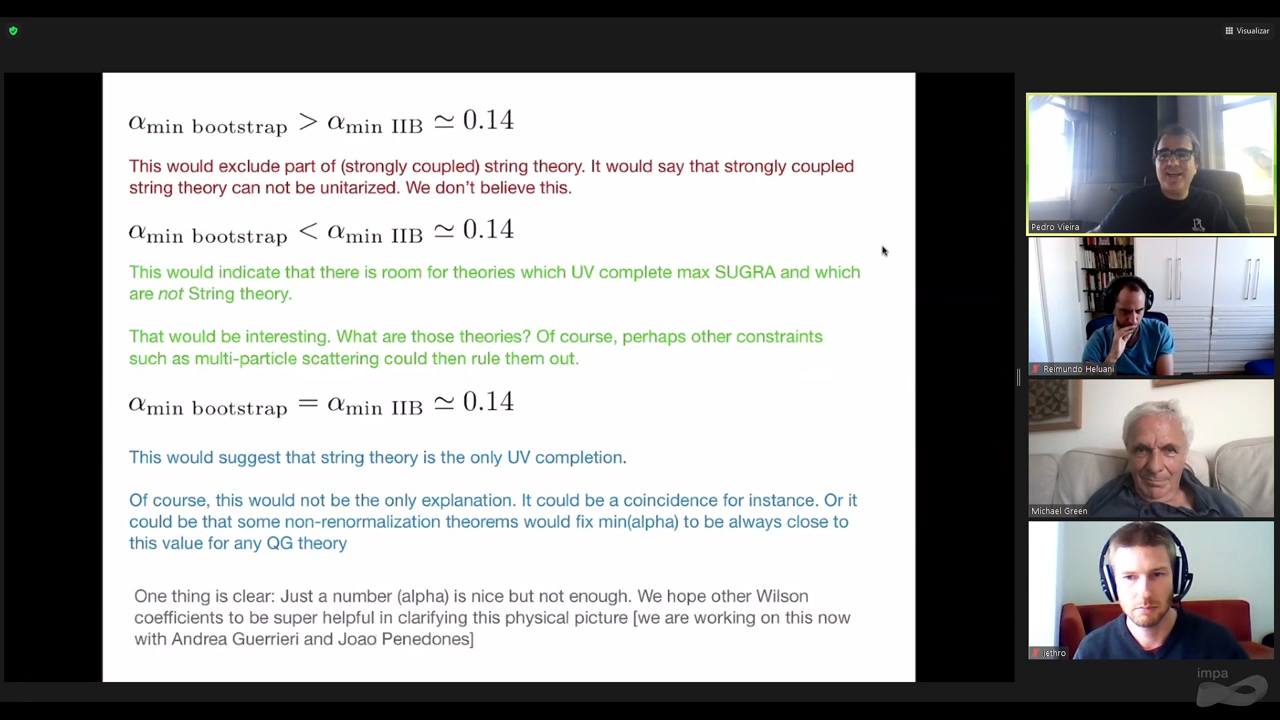 Visualizar
α_min bootstrap > α_min IIB ≃ 0.14
This would exclude part of (strongly coupled) string theory. It would say that strongly coupled
string theory can not be unitarized. We don't believe this.
α_min bootstrap < α_min IIB ≃ 0.14
This would indicate that there is room for theories which UV complete max SUGRA and which
are not String theory.
That would be interesting. What are those theories? Of course, perhaps other constraints
such as multi-particle scattering could then rule them out.
α_min bootstrap = α_min IIB ≃ 0.14
This would suggest that string theory is the only UV completion.
Of course, this would not be the only explanation. It could be a coincidence for instance. Or it
could be that some non-renormalization theorems would fix min(alpha) to be always close to
this value for any QG theory
One thing is clear: Just a number (alpha) is nice but not enough. We hope other Wilson
coefficients to be super helpful in clarifying this physical picture [we are working on this now
with Andrea Guerrieri and Joao Penedones]
Pedro Vieira
Reimundo Heluani
Michael Green
jethro
impa